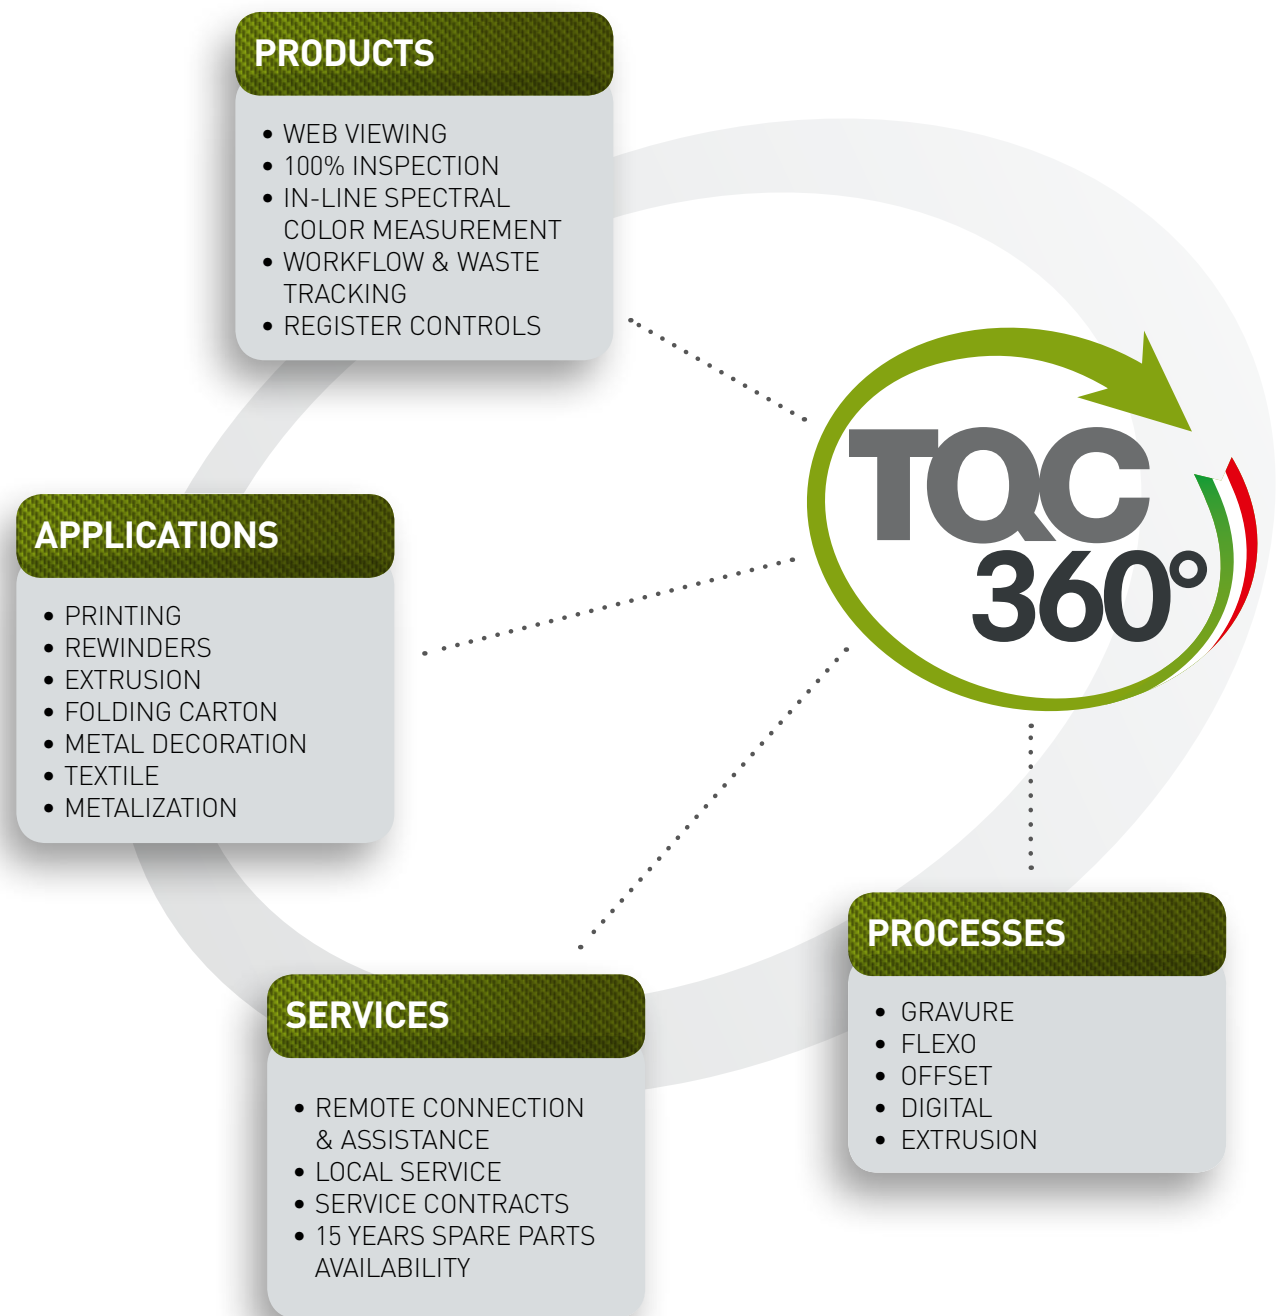 PRODUCTS
• WEB VIEWING
• 100% INSPECTION
• IN-LINE SPECTRAL
COLOR MEASUREMENT
• WORKFLOW & WASTE
TRACKING
• REGISTER CONTROLS
TQC
360°
APPLICATIONS
• PRINTING
• REWINDERS
• EXTRUSION
• FOLDING CARTON
• METAL DECORATION
• TEXTILE
• METALIZATION
SERVICES
• REMOTE CONNECTION
& ASSISTANCE
• LOCAL SERVICE
• SERVICE CONTRACTS
• 15 YEARS SPARE PARTS
AVAILABILITY
PROCESSES
• GRAVURE
• FLEXO
• OFFSET
• DIGITAL
• EXTRUSION